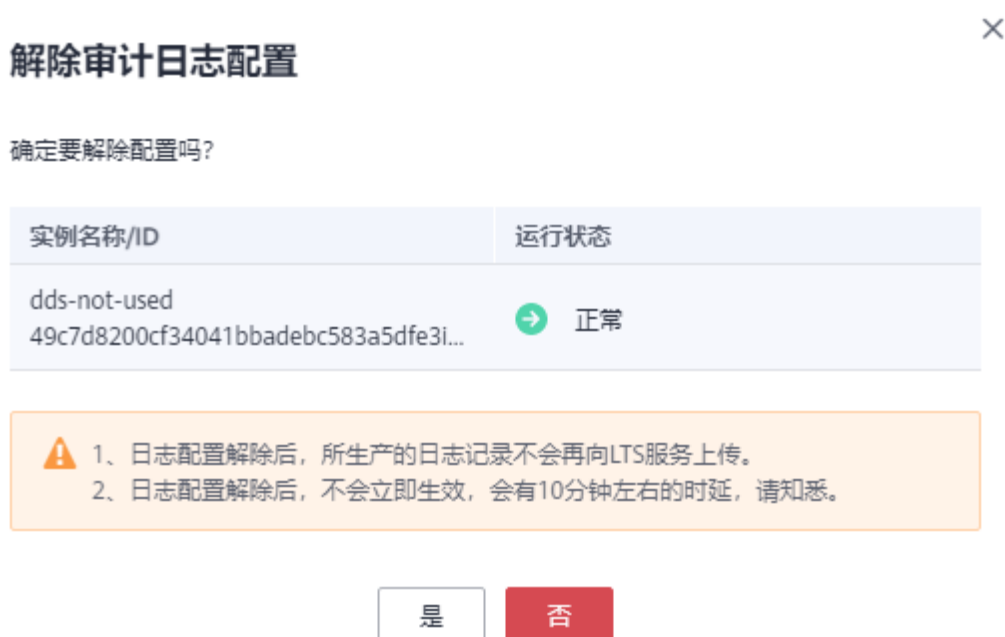 解除审计日志配置
确定要解除配置吗?
实例名称/ID
运行状态
dds-not-used
49c7d8200cf34041bbadebc583a5dfe3i...
正常
1、日志配置解除后，所生产的日志记录不会再向LTS服务上传。
2、日志配置解除后，不会立即生效，会有10分钟左右的时延，请知悉。
是
否